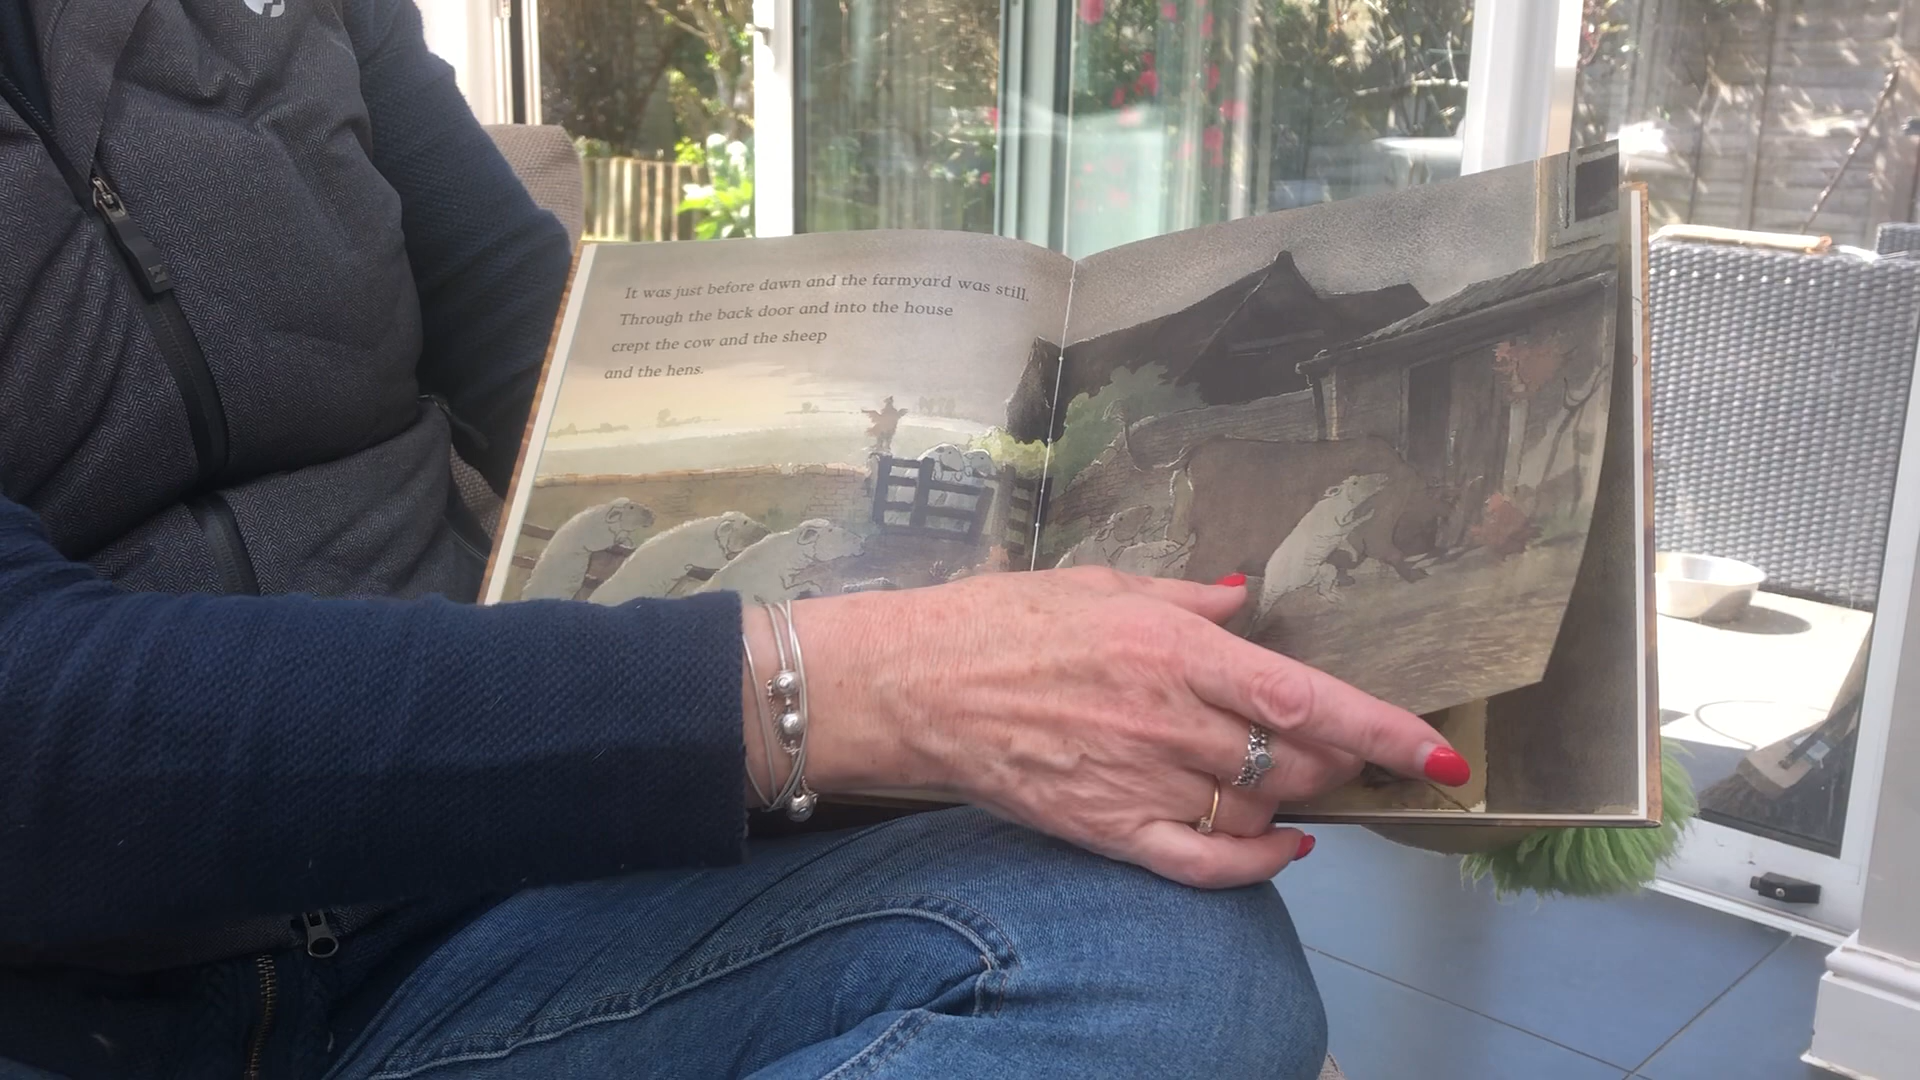 It was just before dawn and the farmyard was still.
Through the back door and into the house
crept the cow and the sheep
and the hens.